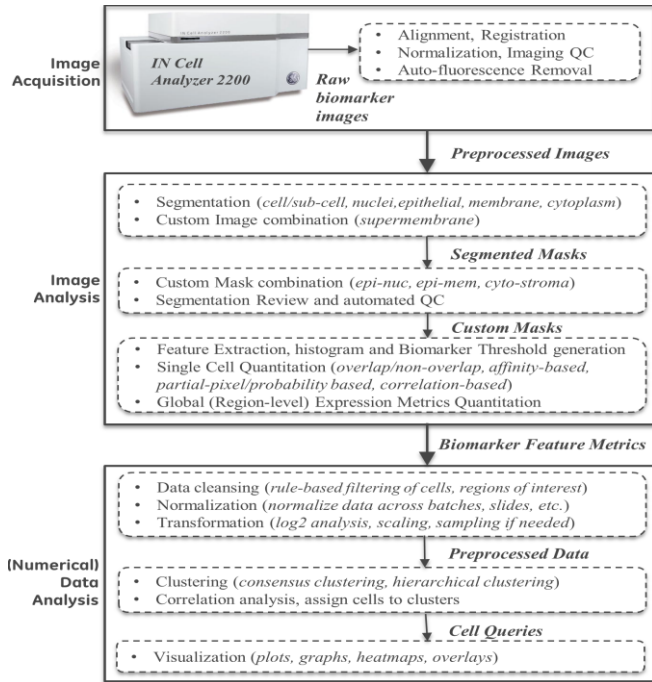 Image
Acquisition
IN Cell Analyzer 2200
IN Cell
Analyzer 2200
Raw
biomarker
images
• Alignment, Registration
• Normalization, Imaging QC
• Auto-fluorescence Removal
Preprocessed Images
Image
Analysis
• Segmentation (cell/sub-cell, nuclei,epithelial, membrane, cytoplasm)
• Custom Image combination (supermembrane)
Segmented Masks
• Custom Mask combination (epi-nuc, epi-mem, cyto-stroma)
• Segmentation Review and automated QC
Custom Masks
• Feature Extraction, histogram and Biomarker Threshold generation
• Single Cell Quantitation (overlap/non-overlap, affinity-based,
partial-pixel/probability based, correlation-based)
• Global (Region-level) Expression Metrics Quantitation
Biomarker Feature Metrics
(Numerical)
Data
Analysis
• Data cleansing (rule-based filtering of cells, regions of interest)
• Normalization (normalize data across batches, slides, etc.)
• Transformation (log2 analysis, scaling, sampling if needed)
Preprocessed Data
• Clustering (consensus clustering, hierarchical clustering)
• Correlation analysis, assign cells to clusters
Cell Queries
• Visualization (plots, graphs, heatmaps, overlays)